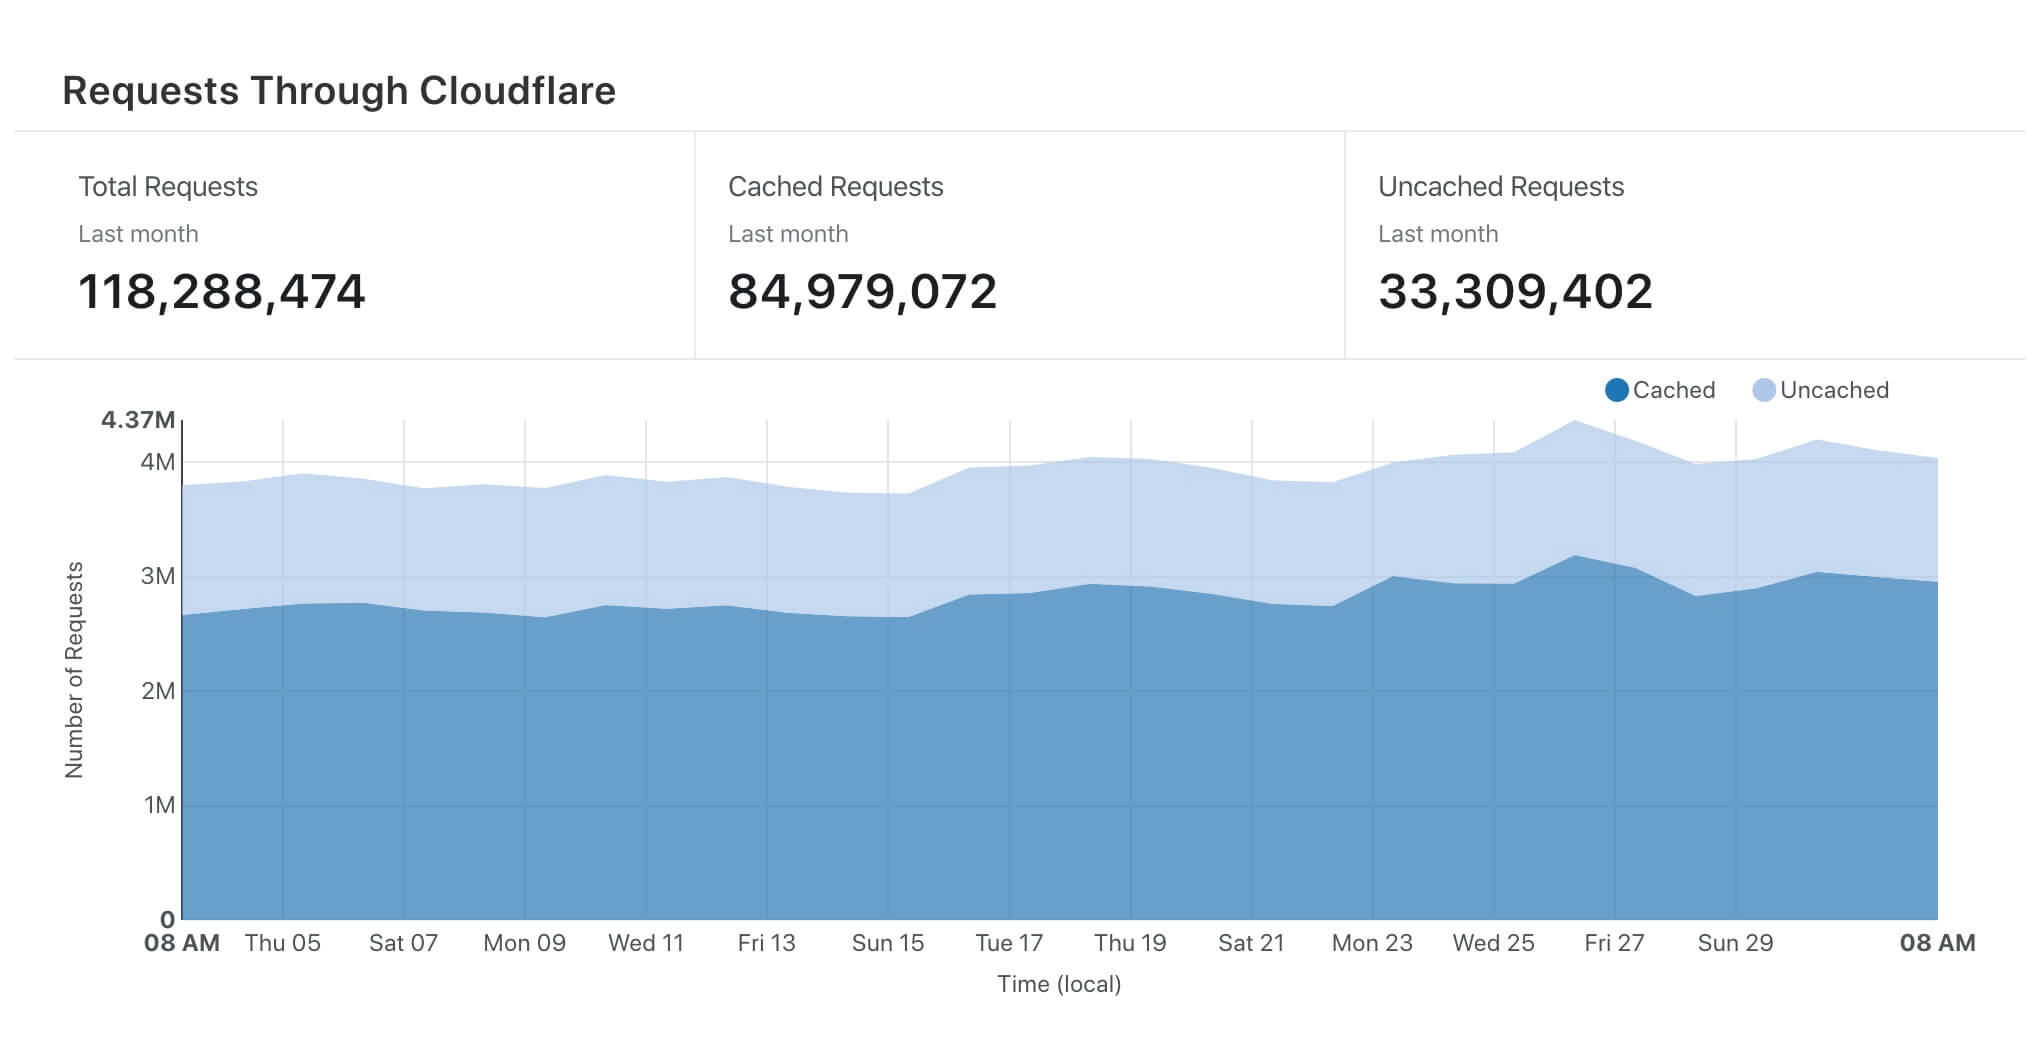 Requests Through Cloudflare
Total Requests
Last month
118,288,474
Cached Requests
Last month
84,979,072
Uncached Requests
Last month
33,309,402
Cached
Uncached
4.37M
4M
3M
2M
1M
0
Number of Requests
08 AM
Thu 05
Sat 07
Mon 09
Wed 11
Fri 13
Sun 15
Tue 17
Thu 19
Sat 21
Mon 23
Wed 25
Fri 27
Sun 29
08 AM
Time (local)